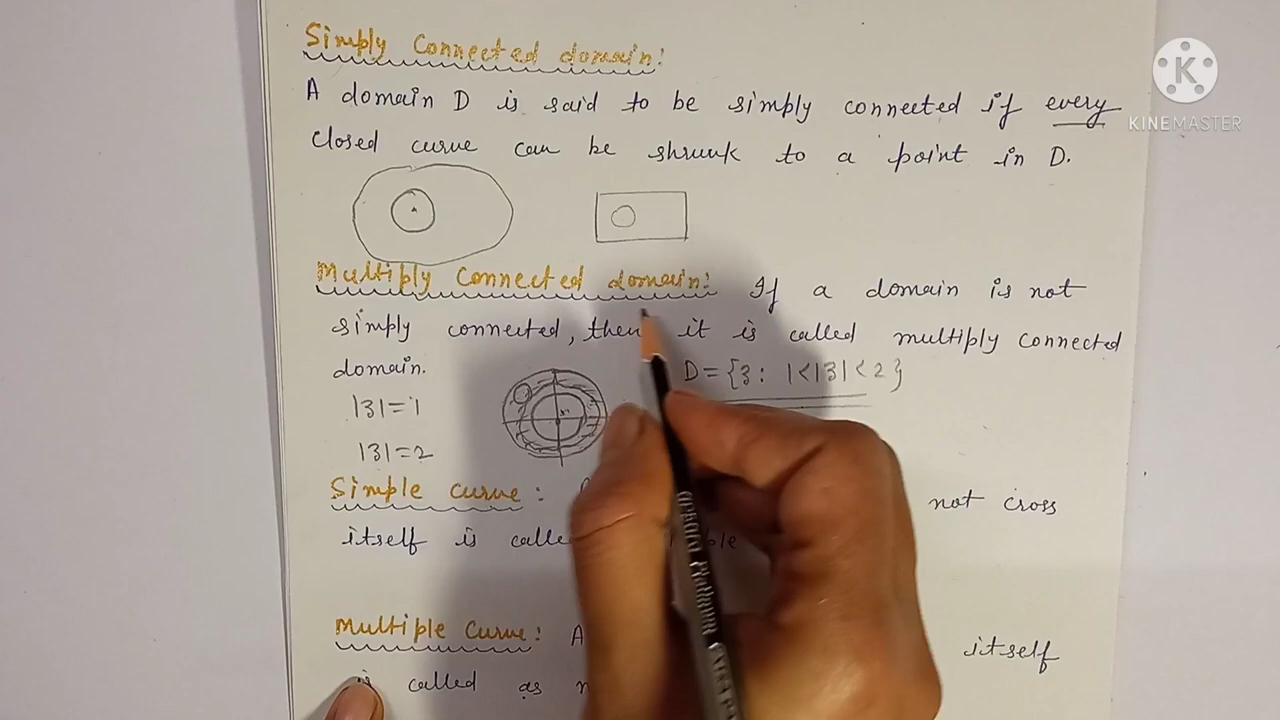 Simply Connected domain:
A domain D is said to be simply connected if every
closed curve can be shrunk to a point in D.
Multiply Connected domain: If a domain is not
simply connected, then it is called multiply connected
domain.
D = {z: 1<|z|<2}
|z|=1
|z|=2
Simple curve: not cross
itself is
Multiple Curve: A itself
is called as
KINEMASTER